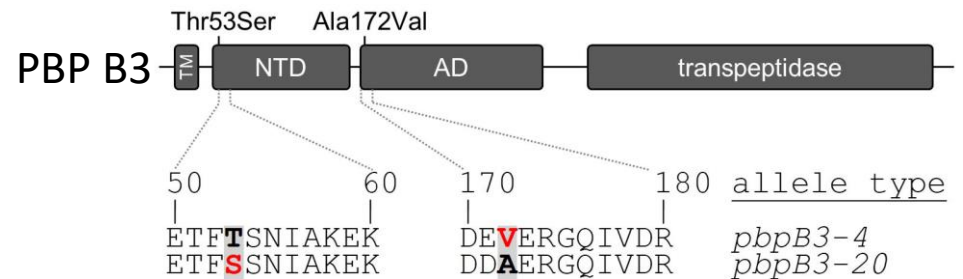 Thr53Ser Ala172Val
PBP B3 TM NTD AD transpeptidase
50 60 170 180 allele type
ETFTSNIAKEK DEVERGQIVDR pbpB3-4
ETFSSNIAKEK DDAERGQIVDR pbpB3-20